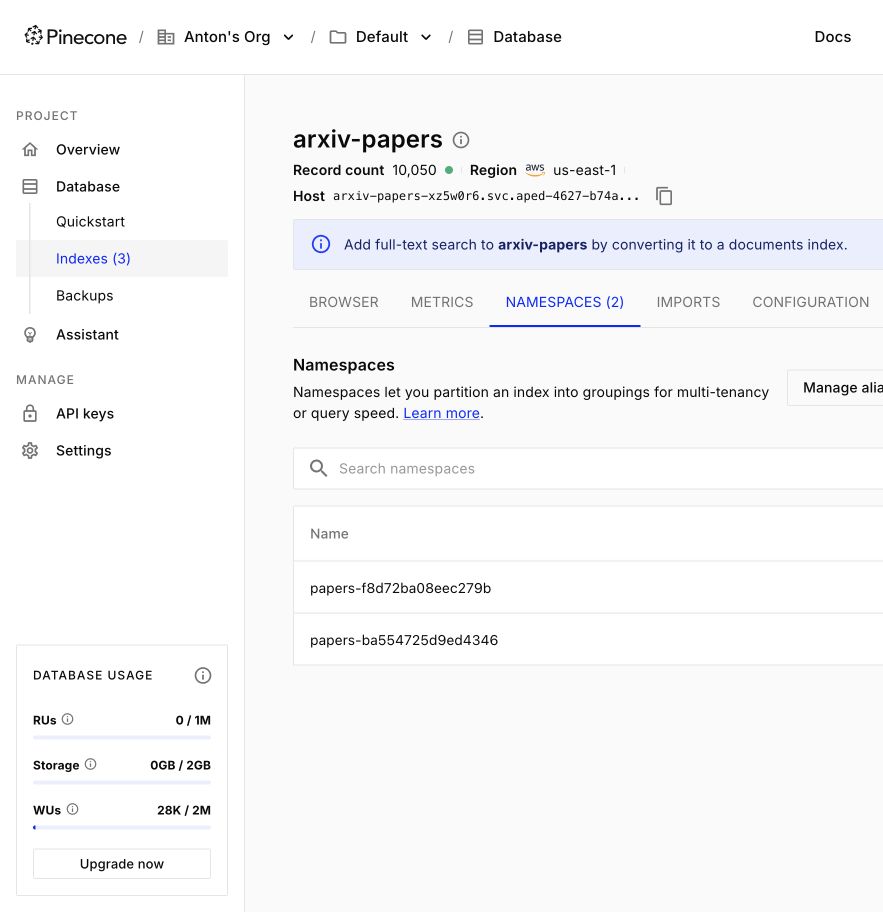 Pinecone / Anton's Org / Default / Database Docs
PROJECT
Overview
Database
Quickstart
Indexes (3)
Backups
Assistant
MANAGE
API keys
Settings
DATABASE USAGE
RUs 0 / 1M
Storage 0GB / 2GB
WUs 28K / 2M
Upgrade now
arxiv-papers
Record count 10,050 Region aws us-east-1
Host arxiv-papers-xz5w0r6.svc.aped-4627-b74a...
Add full-text search to arxiv-papers by converting it to a documents index.
BROWSER METRICS NAMESPACES (2) IMPORTS CONFIGURATION
Namespaces
Namespaces let you partition an index into groupings for multi-tenancy
or query speed. Learn more.
Manage alia
Search namespaces
Name
papers-f8d72ba08eec279b
papers-ba554725d9ed4346